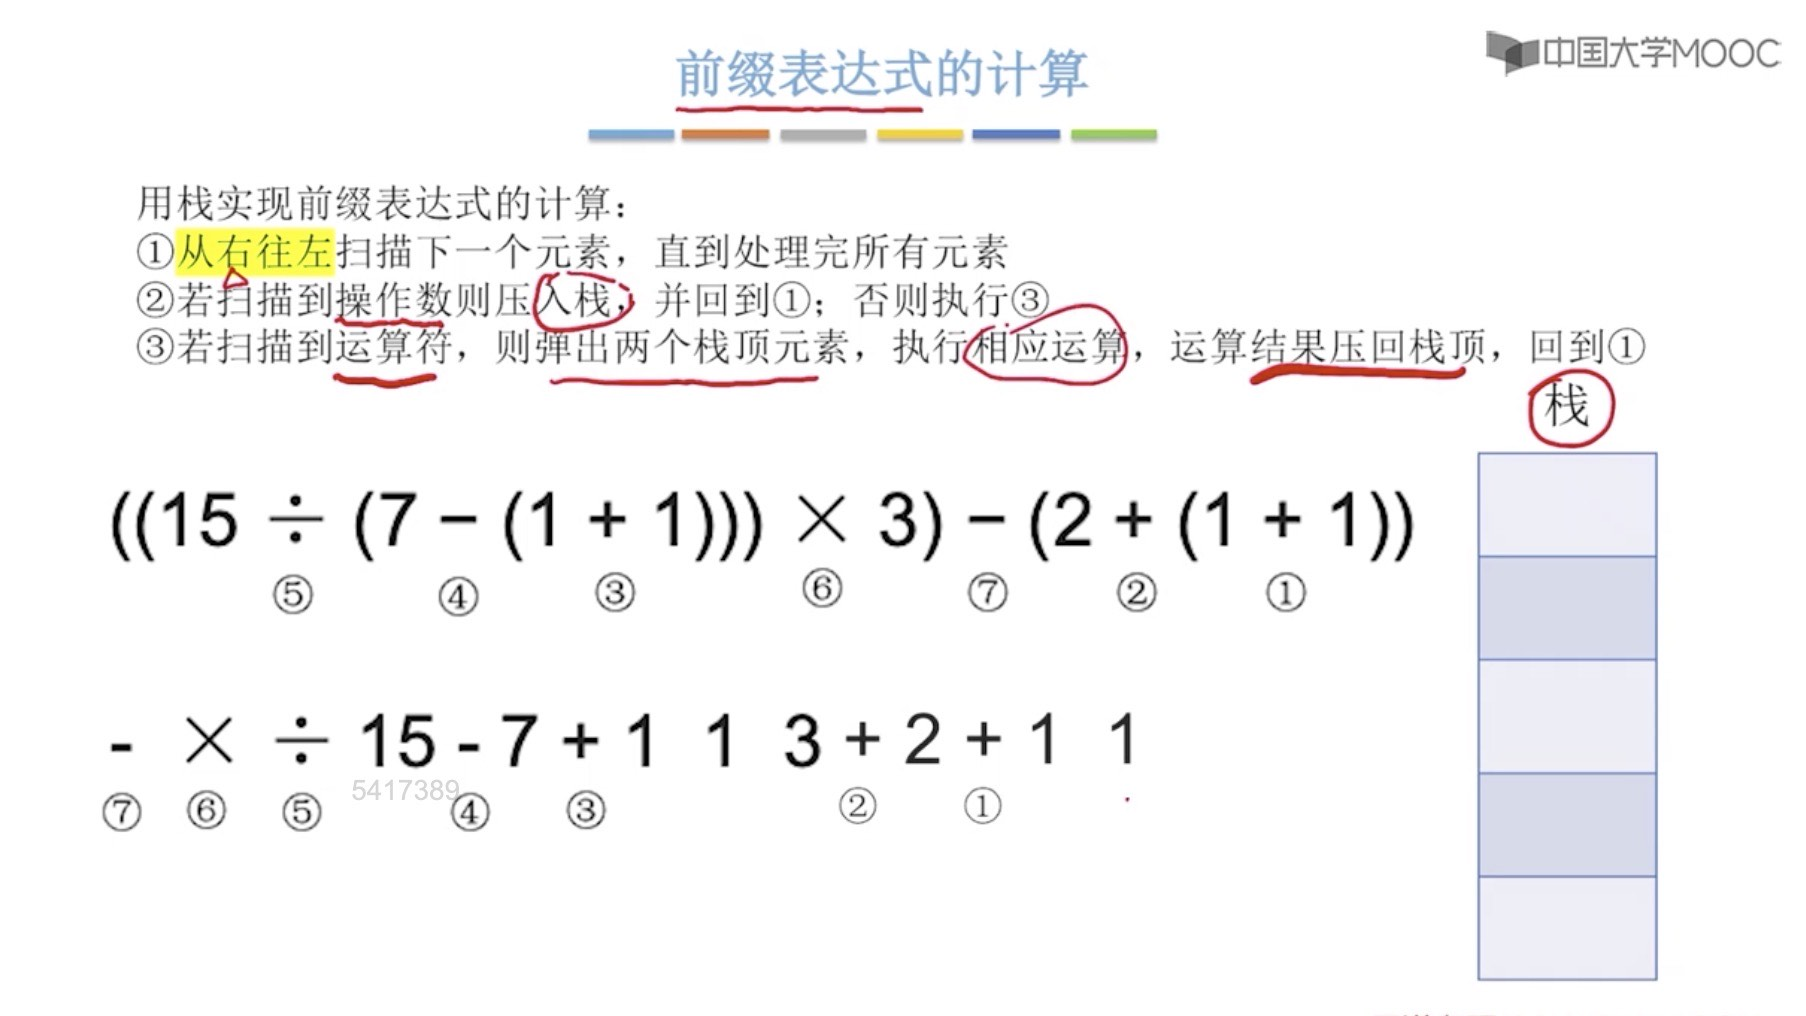 中国大学MOOC
前缀表达式的计算
用栈实现前缀表达式的计算：
①从右往左扫描下一个元素，直到处理完所有元素
②若扫描到操作数则压入栈，并回到①；否则执行③
③若扫描到运算符，则弹出两个栈顶元素，执行相应运算，运算结果压回栈顶，回到①
栈
((15 ÷ (7 − (1 + 1))) × 3) − (2 + (1 + 1))
⑤ ④ ③ ⑥ ⑦ ② ①
- × ÷ 15 - 7 + 1 1 3 + 2 + 1 1
5417389
⑦ ⑥ ⑤ ④ ③ ② ①